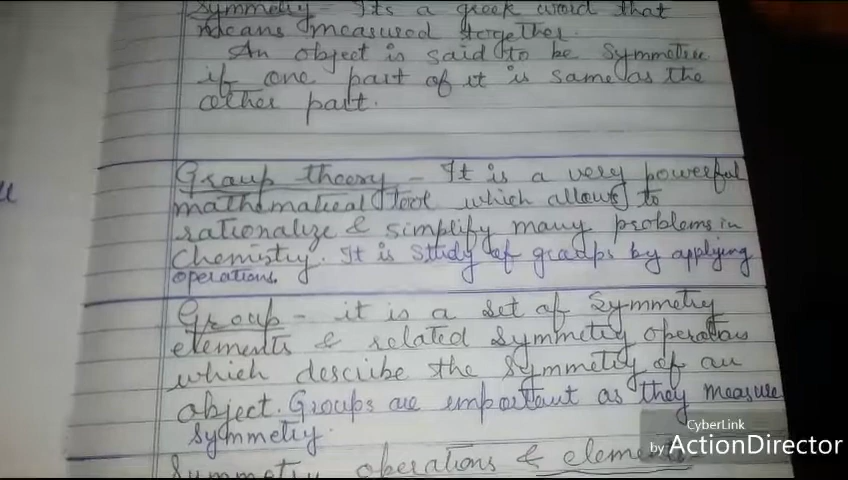 Symmetry - Its a greek word that
means measured together.
An object is said to be symmetric
if one part of it is same as the
other part.
Group theory - It is a very powerful
mathematical tool which allows to
rationalize & simplify many problems in
Chemistry. It is study of groups by applying
operations.
Group - it is a set of symmetry
elements & related symmetry operations
which describe the symmetry of an
object. Groups are important as they measure
symmetry.
Symmetry operations & elements
CyberLink
by ActionDirector